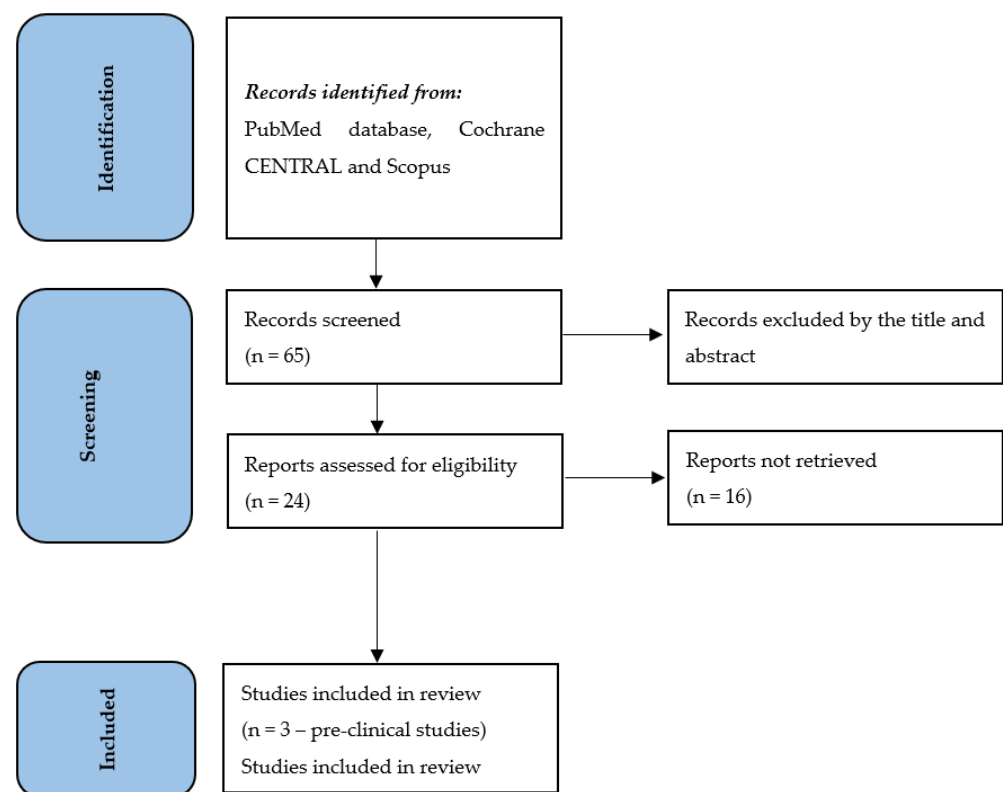 Identification
Records identified from:
PubMed database, Cochrane
CENTRAL and Scopus
Screening
Records screened
(n = 65)
Records excluded by the title and
abstract
Reports assessed for eligibility
(n = 24)
Reports not retrieved
(n = 16)
Included
Studies included in review
(n = 3 – pre-clinical studies)
Studies included in review